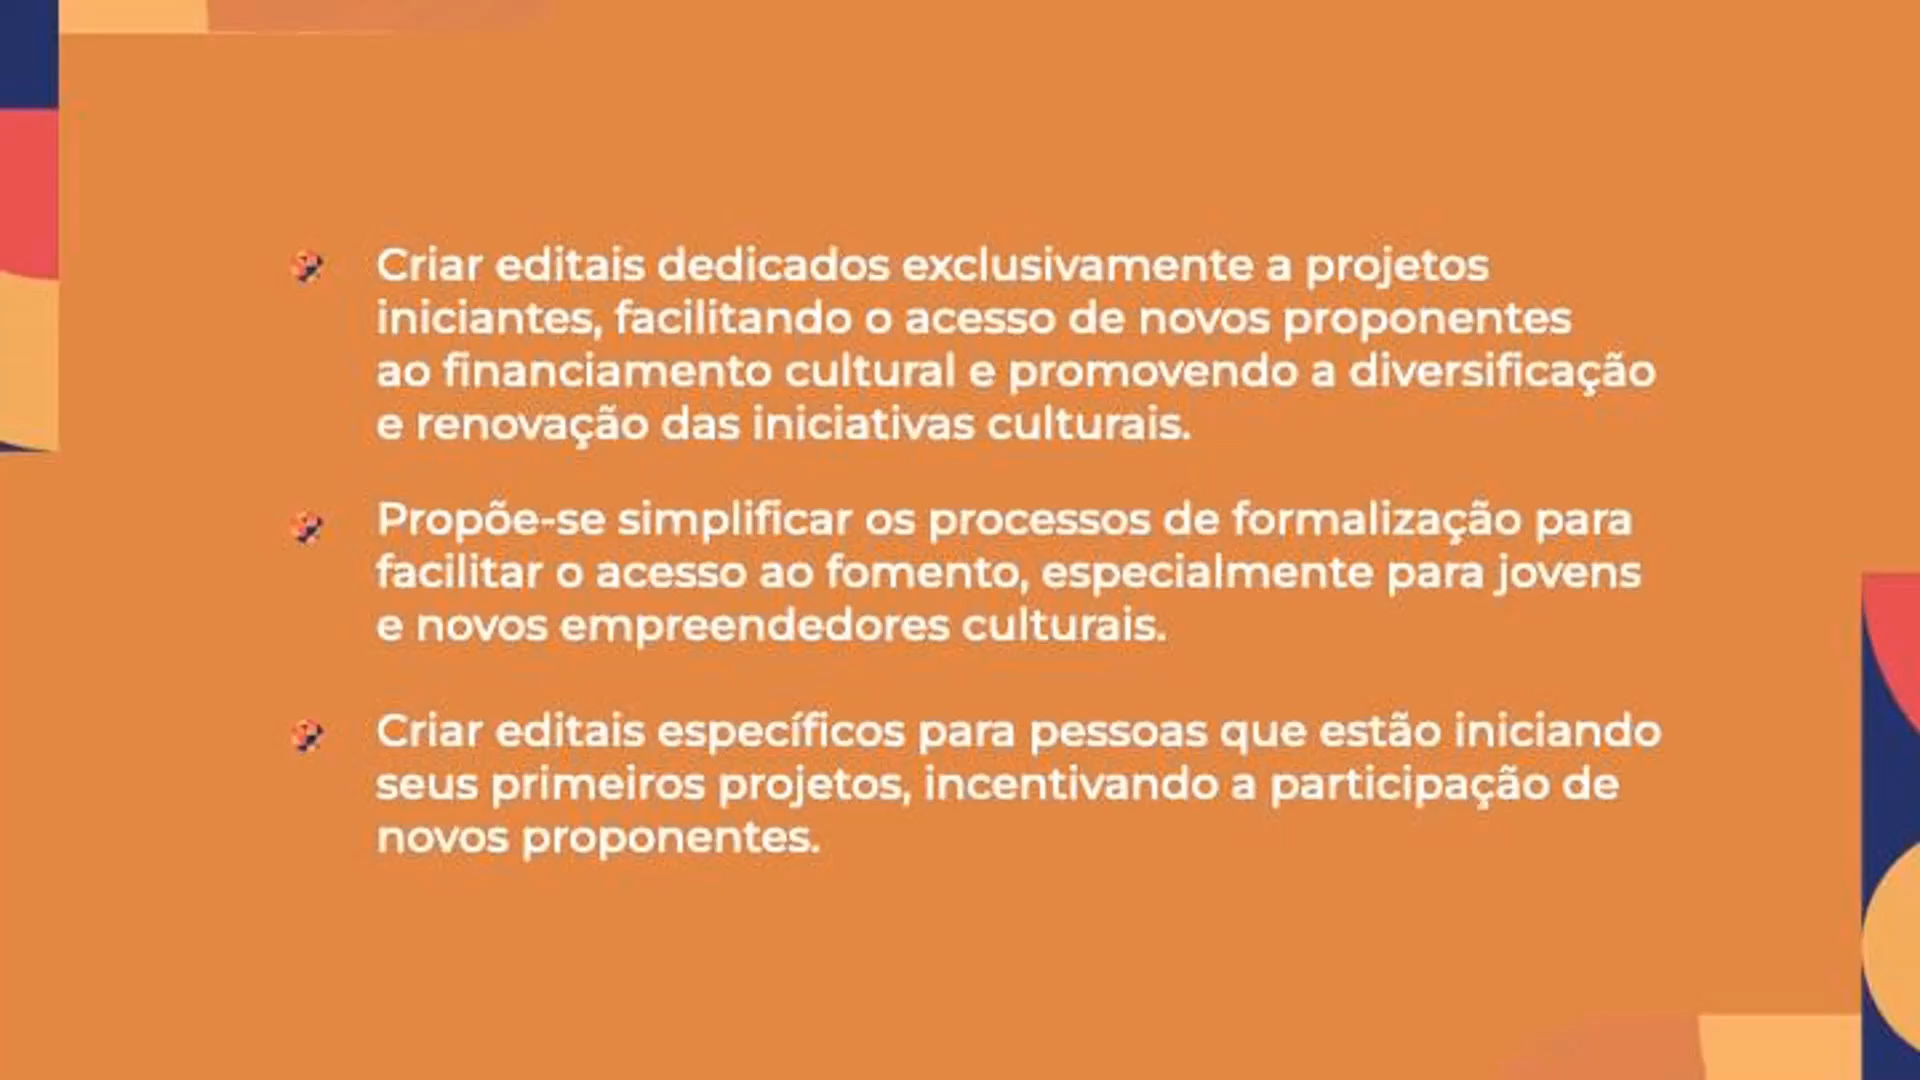 Criar editais dedicados exclusivamente a projetos
iniciantes, facilitando o acesso de novos proponentes
ao financiamento cultural e promovendo a diversificação
e renovação das iniciativas culturais.
Propõe-se simplificar os processos de formalização para
facilitar o acesso ao fomento, especialmente para jovens
e novos empreendedores culturais.
Criar editais específicos para pessoas que estão iniciando
seus primeiros projetos, incentivando a participação de
novos proponentes.